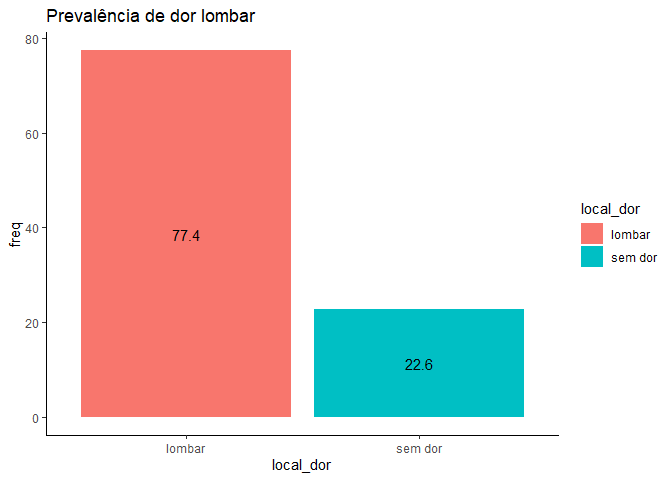 Prevalência de dor lombar
80
60
40
20
0
freq
77.4
22.6
lombar
sem dor
local_dor
local_dor
lombar
sem dor